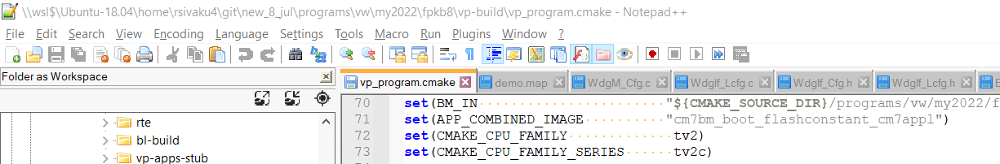 \\wsl$\Ubuntu-18.04\home\rsivaku4\git\new_8_jul\programs\vw\my2022\fpkb8\vp-build\vp_program.cmake - Notepad++
File Edit Search View Encoding Language Settings Tools Macro Run Plugins Window ?
Folder as Workspace
rte
bl-build
vp-apps-stub
vp_program.cmake demo.map WdgM_Cfg.c WdgIf_Lcfg.c WdgIf_Cfg.h WdgIf_Lcfg.h
70 set(BM_IN "${CMAKE_SOURCE_DIR}/programs/vw/my2022/f
71 set(APP_COMBINED_IMAGE "cm7bm_boot_flashconstant_cm7appl")
72 set(CMAKE_CPU_FAMILY tv2)
73 set(CMAKE_CPU_FAMILY_SERIES tv2c)